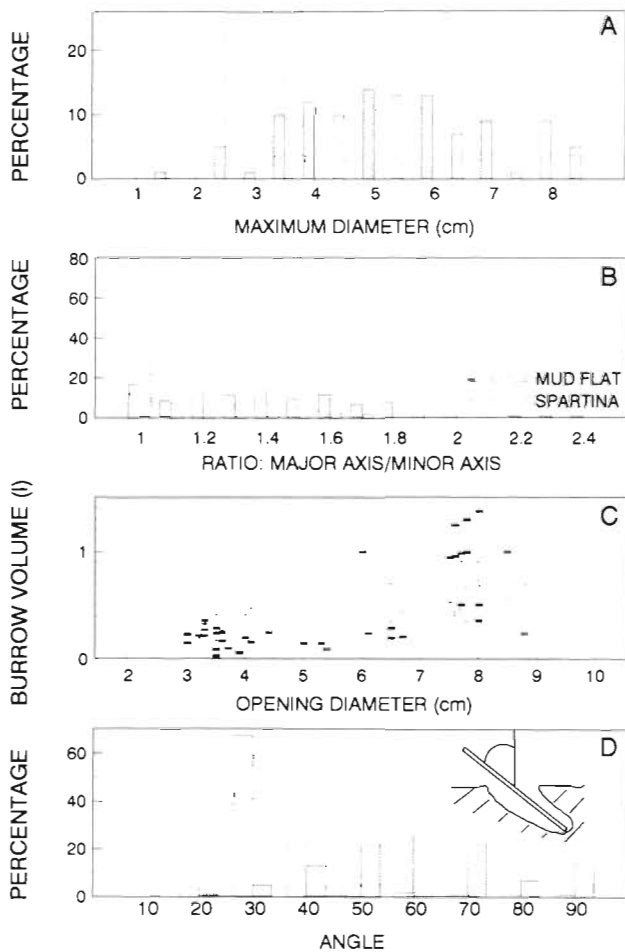 A
PERCENTAGE
20
10
0
1 2 3 4 5 6 7 8
MAXIMUM DIAMETER (cm)
B
PERCENTAGE
80
60
40
20
0
MUD FLAT
SPARTINA
1 1.2 1.4 1.6 1.8 2 2.2 2.4
RATIO: MAJOR AXIS/MINOR AXIS
C
BURROW VOLUME (l)
1
0
2 3 4 5 6 7 8 9 10
OPENING DIAMETER (cm)
D
PERCENTAGE
60
40
20
0
10 20 30 40 50 60 70 80 90
ANGLE